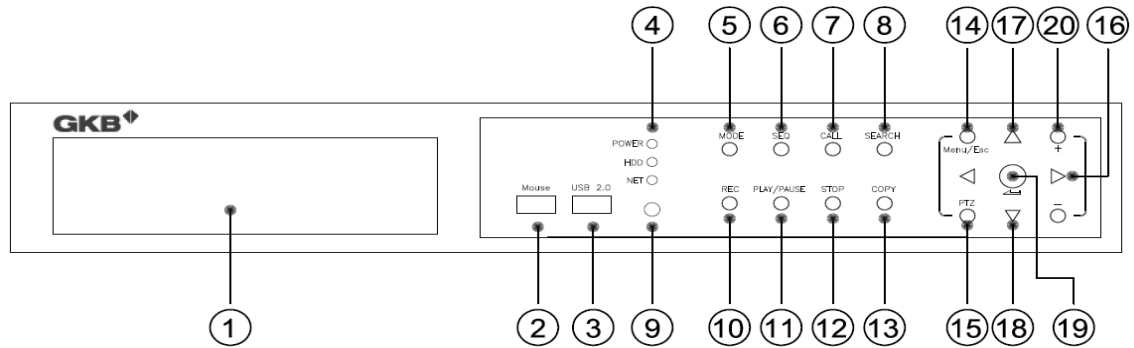 4 5 6 7 8 14 17 20 16
GKB
MODE SEQ CALL SEARCH
POWER
Menu/Esc +
HDD
NET
Mouse USB 2.0 REC PLAY/PAUSE STOP COPY
PTZ −
1 2 3 9 10 11 12 13 15 18 19